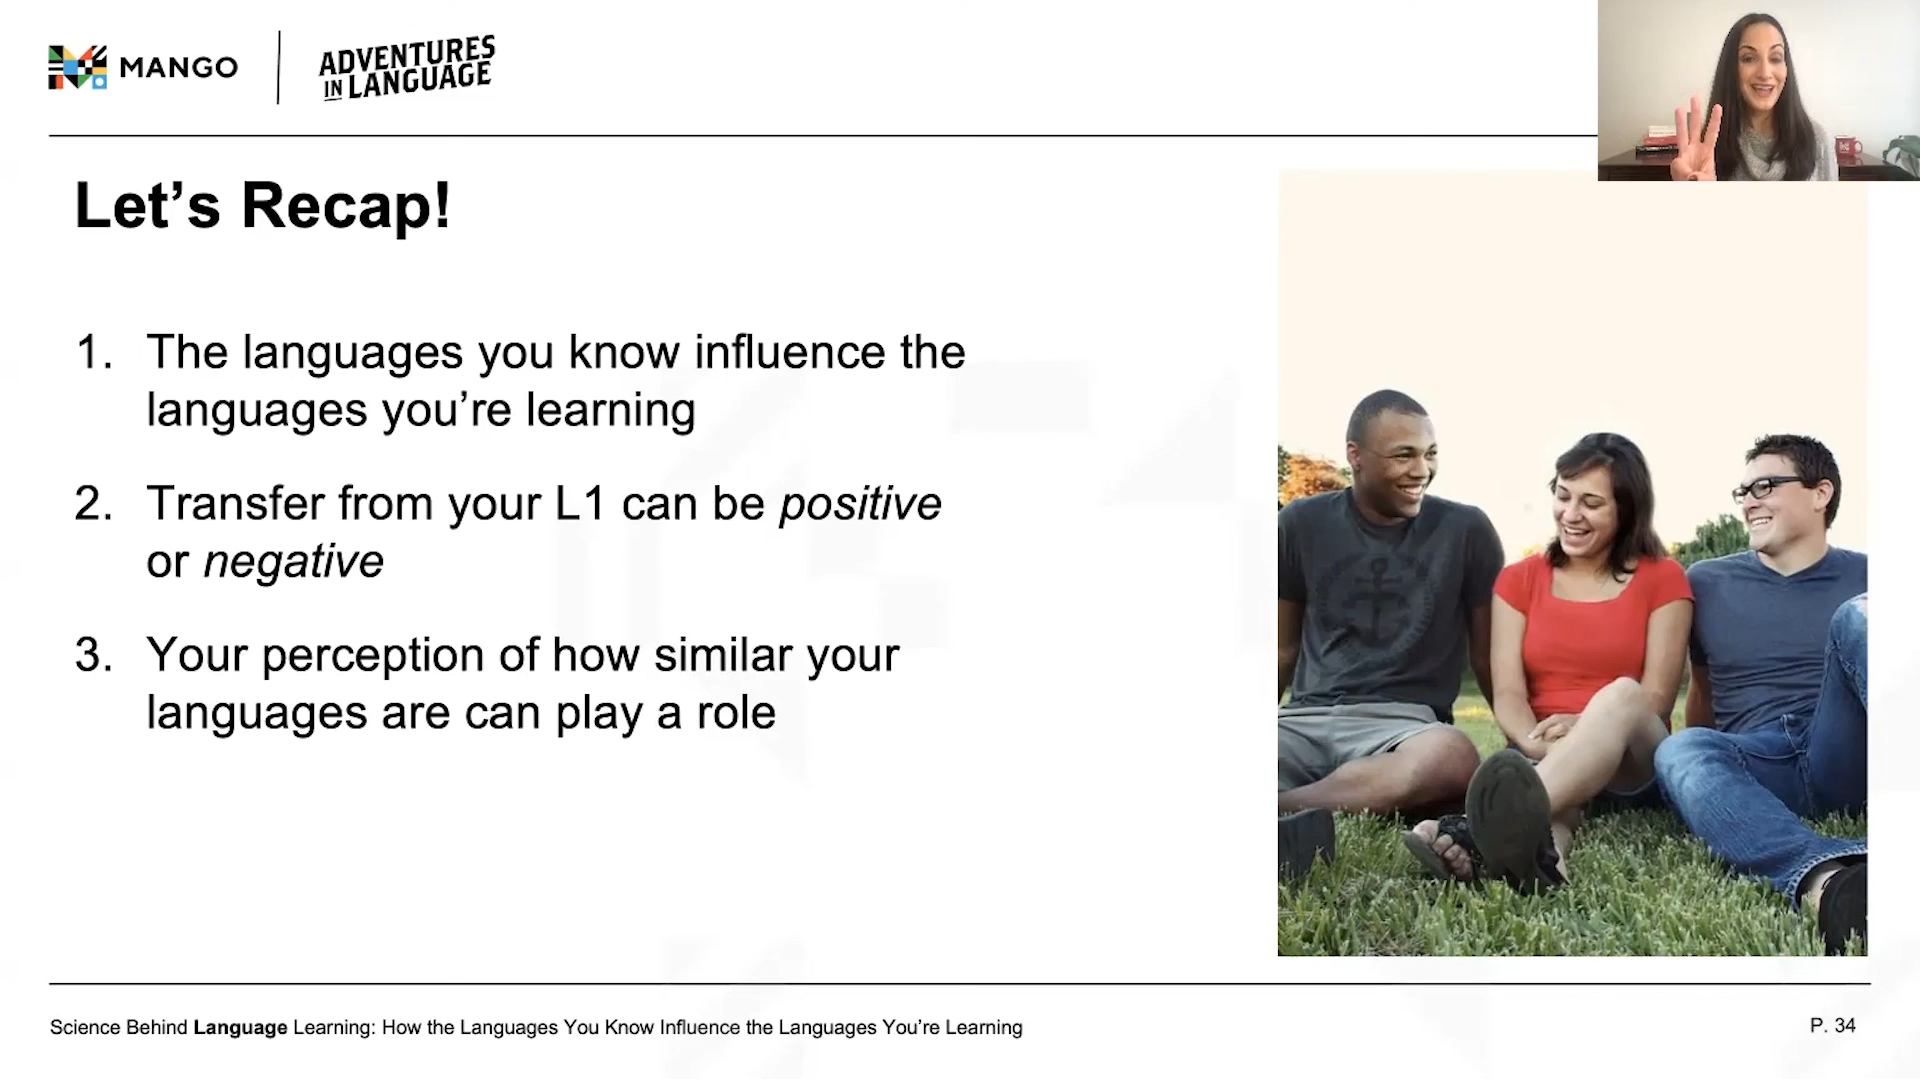 MANGO
ADVENTURES
IN LANGUAGE
Let’s Recap!
1. The languages you know influence the
languages you’re learning
2. Transfer from your L1 can be positive
or negative
3. Your perception of how similar your
languages are can play a role
Science Behind Language Learning: How the Languages You Know Influence the Languages You’re Learning
P. 34